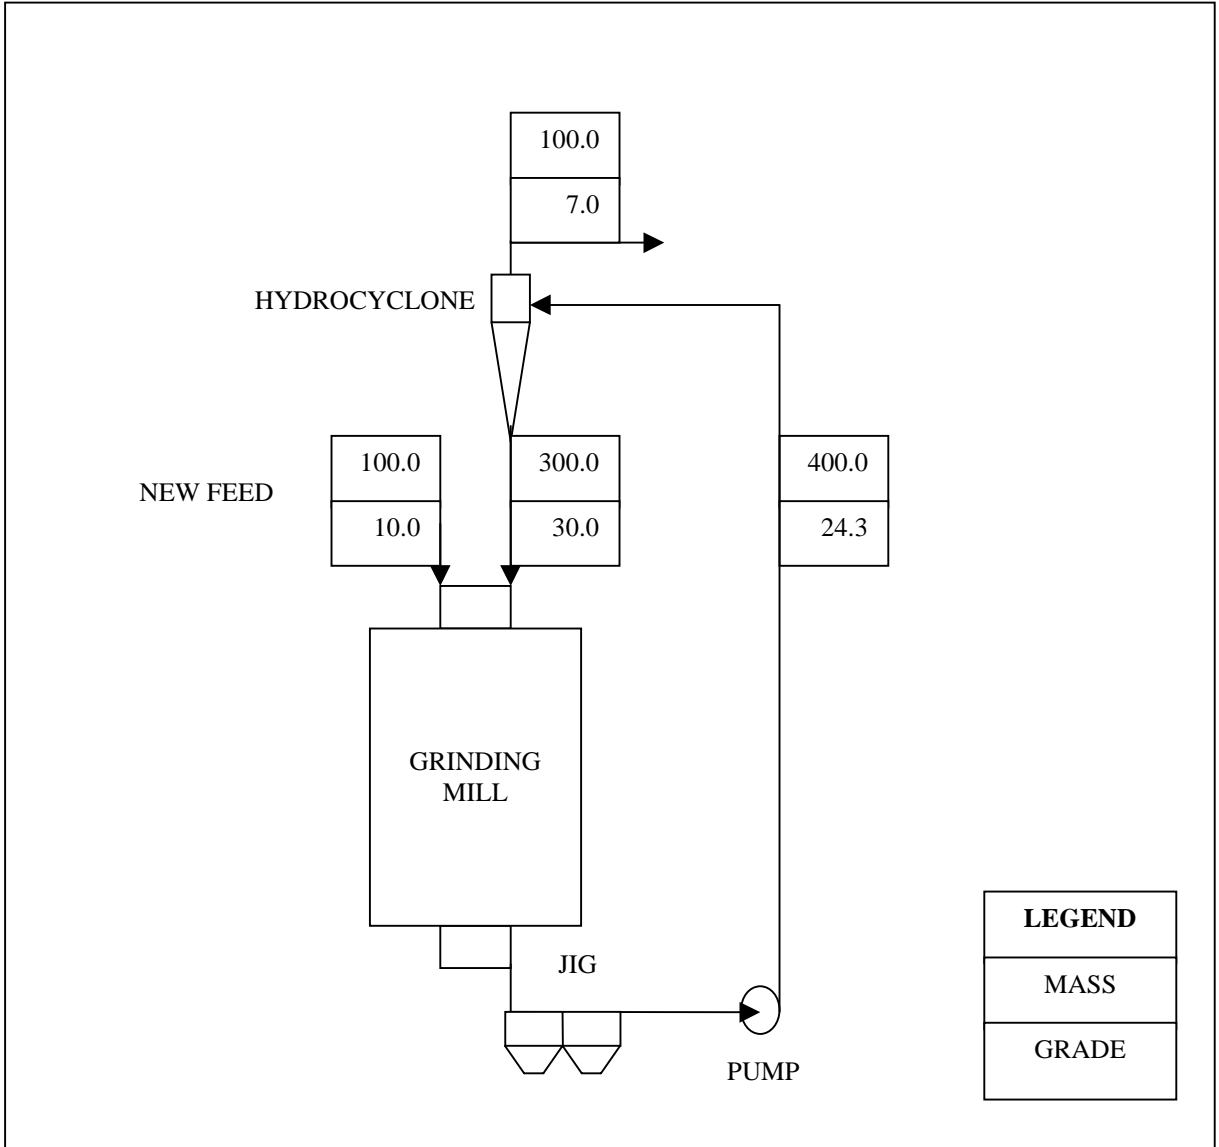 100.0
7.0
HYDROCYCLONE
NEW FEED
100.0
10.0
300.0
30.0
400.0
24.3
GRINDING
MILL
JIG
PUMP
LEGEND
MASS
GRADE